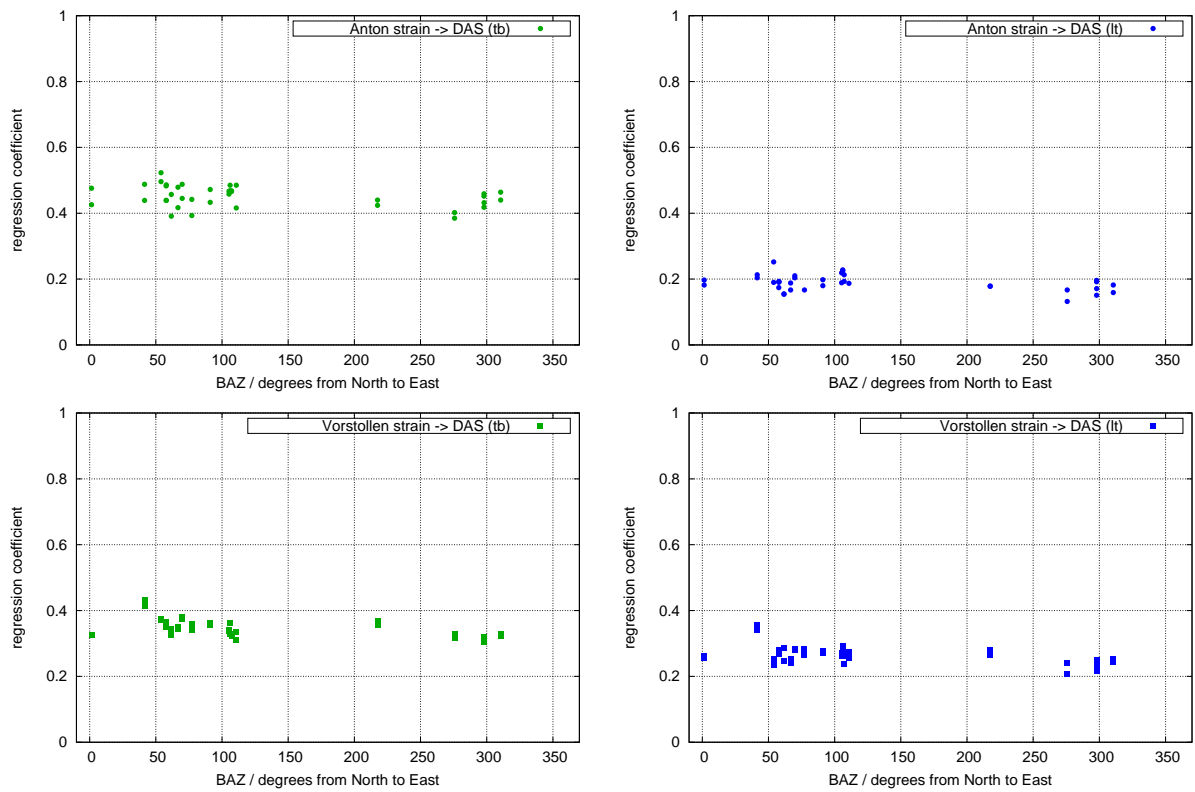 Anton strain -> DAS (tb)
1
0.8
0.6
0.4
0.2
0
regression coefficient
0 50 100 150 200 250 300 350
BAZ / degrees from North to East
Anton strain -> DAS (lt)
1
0.8
0.6
0.4
0.2
0
regression coefficient
0 50 100 150 200 250 300 350
BAZ / degrees from North to East
Vorstollen strain -> DAS (tb)
1
0.8
0.6
0.4
0.2
0
regression coefficient
0 50 100 150 200 250 300 350
BAZ / degrees from North to East
Vorstollen strain -> DAS (lt)
1
0.8
0.6
0.4
0.2
0
regression coefficient
0 50 100 150 200 250 300 350
BAZ / degrees from North to East